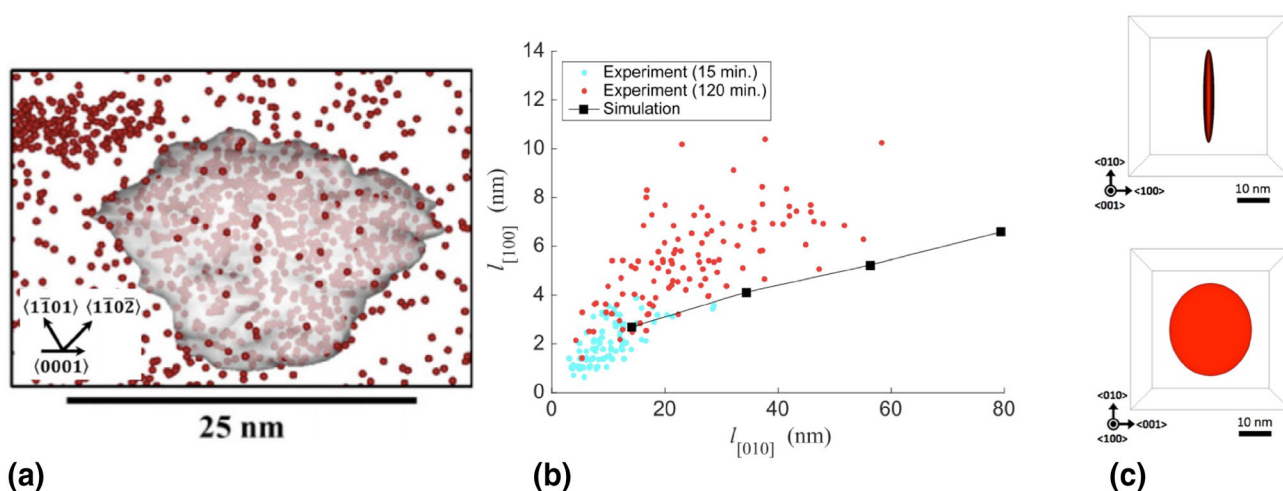 ⟨11̅01⟩ ⟨11̅02̅⟩
⟨0001⟩
25 nm
(a)
14
12
10
8
6
4
2
0
l[100] (nm)
Experiment (15 min.)
Experiment (120 min.)
Simulation
0 20 40 60 80
l[010] (nm)
(b)
<010>
<100>
<001>
10 nm
<010>
<001>
<100>
10 nm
(c)